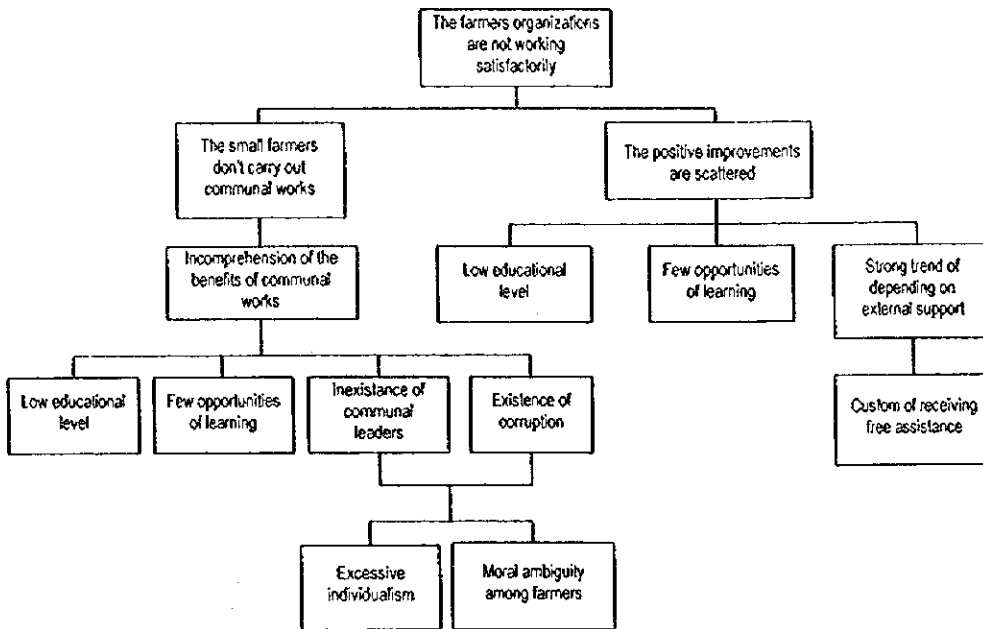 The farmers organizations
are not working
satisfactorily
The small farmers
don't carry out
communal works
The positive improvements
are scattered
Incomprehension of the
benefits of communal
works
Low educational
level
Few opportunities
of learning
Strong trend of
depending on
external support
Low educational
level
Few opportunities
of learning
Inexistance of
communal
leaders
Existence of
corruption
Custom of receiving
free assistance
Excessive
individualism
Moral ambiguity
among farmers